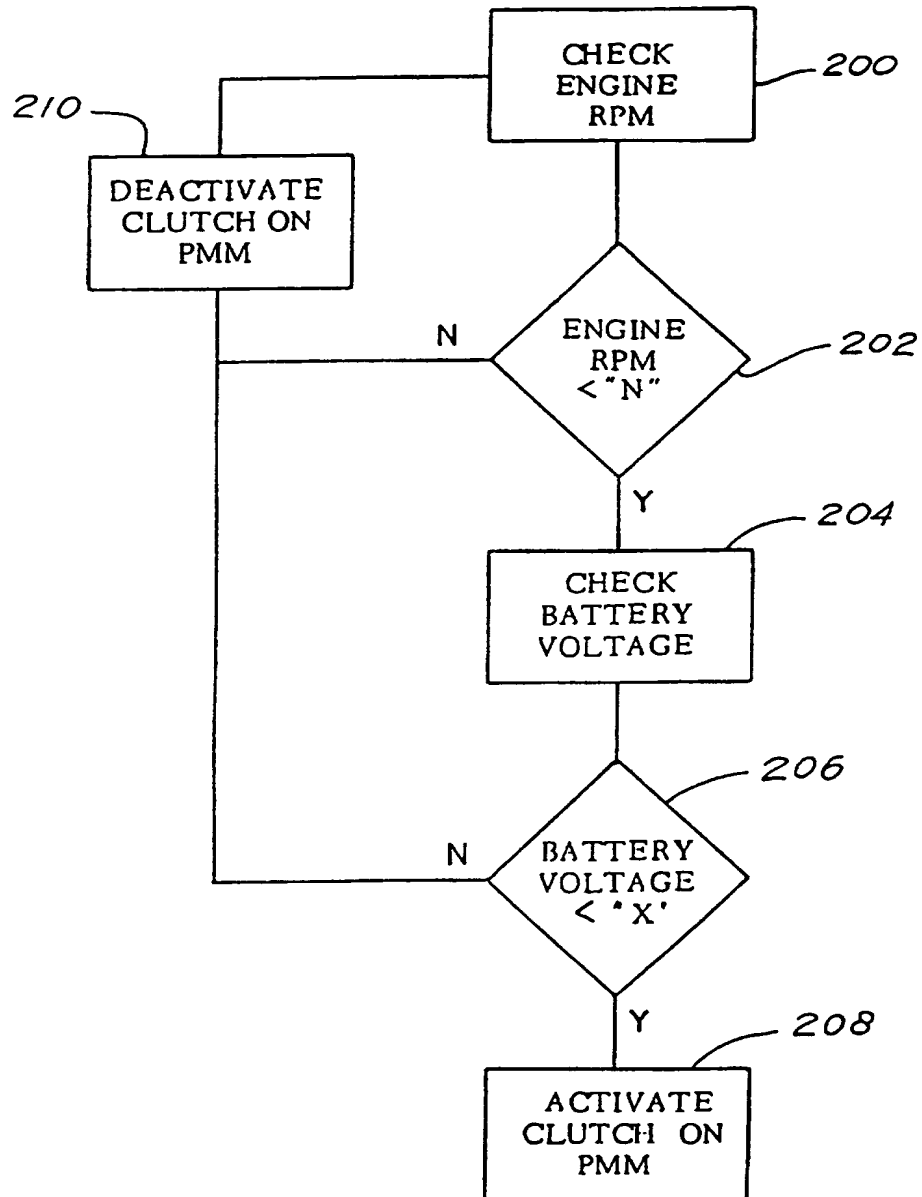 CHECK
ENGINE
RPM
200
210
DEACTIVATE
CLUTCH ON
PMM
N
ENGINE
RPM
< "N"
202
Y
204
CHECK
BATTERY
VOLTAGE
206
N
BATTERY
VOLTAGE
< "X'
Y
208
ACTIVATE
CLUTCH ON
PMM